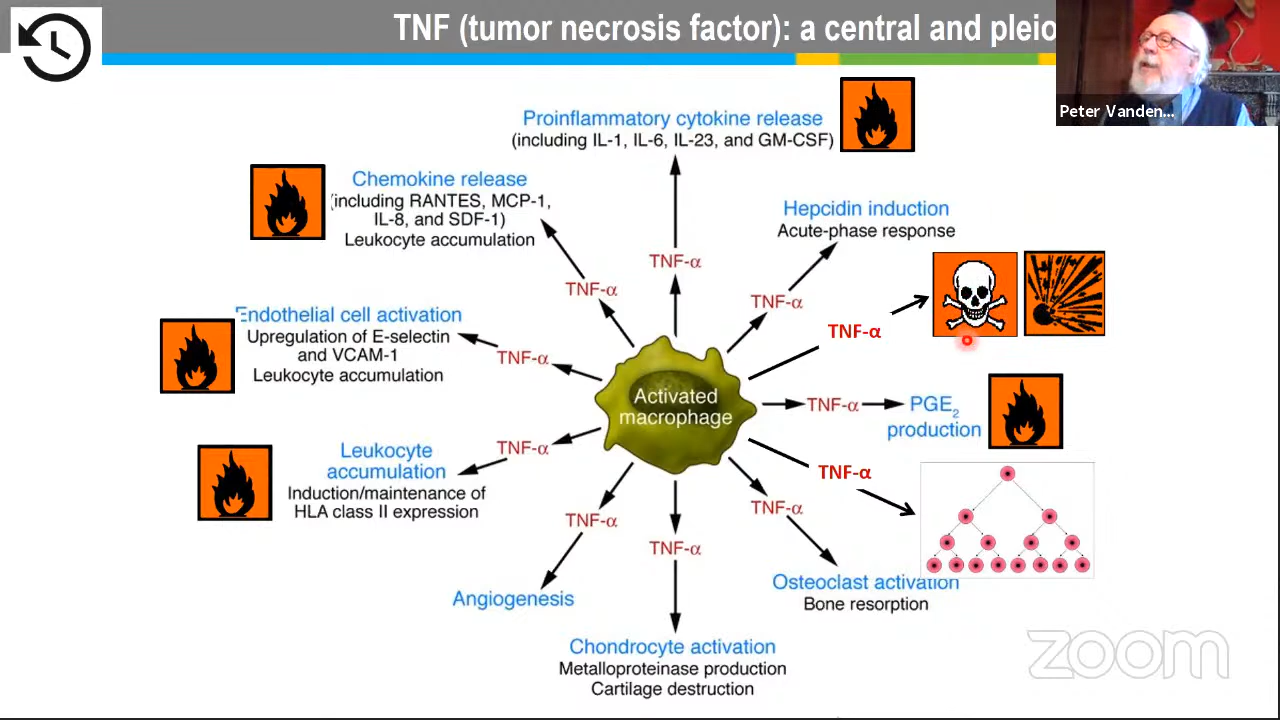 TNF (tumor necrosis factor): a central and pleio
Peter Vanden...
Proinflammatory cytokine release
(including IL-1, IL-6, IL-23, and GM-CSF)
Chemokine release
(including RANTES, MCP-1,
IL-8, and SDF-1)
Leukocyte accumulation
Hepcidin induction
Acute-phase response
TNF-α
TNF-α
TNF-α
TNF-α
Endothelial cell activation
Upregulation of E-selectin
and VCAM-1
Leukocyte accumulation
TNF-α
Activated
macrophage
TNF-α
PGE2
production
Leukocyte
accumulation
Induction/maintenance of
HLA class II expression
TNF-α
TNF-α
TNF-α
TNF-α
TNF-α
Angiogenesis
Osteoclast activation
Bone resorption
Chondrocyte activation
Metalloproteinase production
Cartilage destruction
zoom